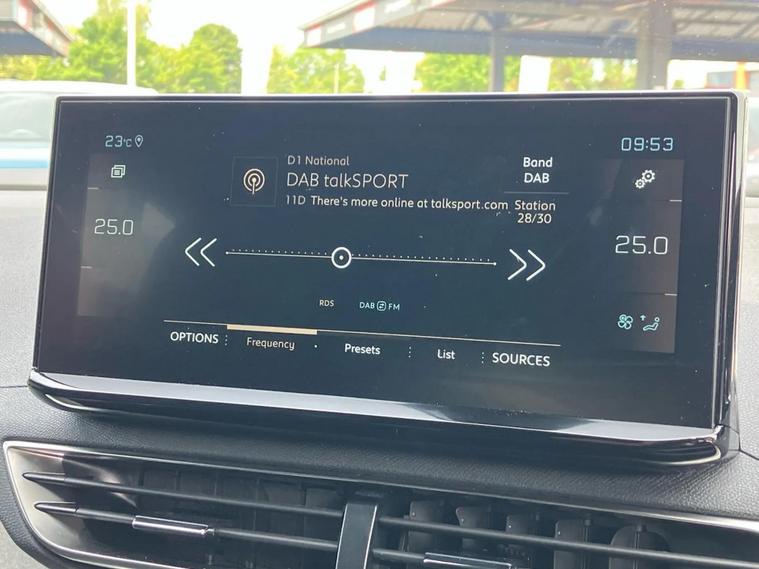 23°C
09:53
D1 National
DAB talkSPORT
11D There's more online at talksport.com
Band
DAB
Station
28/30
25.0
25.0
RDS
DAB FM
OPTIONS
Frequency
Presets
List
SOURCES